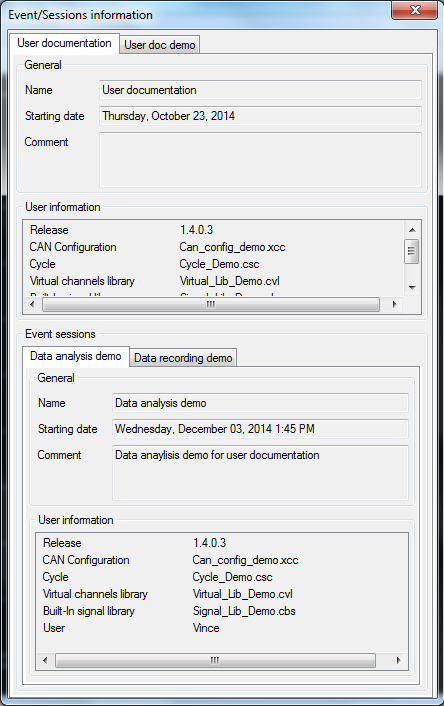 Event/Sessions information
User documentation User doc demo
General
Name User documentation
Starting date Thursday, October 23, 2014
Comment
User information
Release 1.4.0.3
CAN Configuration Can_config_demo.xcc
Cycle Cycle_Demo.csc
Virtual channels library Virtual_Lib_Demo.cvl
Event sessions
Data analysis demo Data recording demo
General
Name Data analysis demo
Starting date Wednesday, December 03, 2014 1:45 PM
Comment Data anaylisis demo for user documentation
User information
Release 1.4.0.3
CAN Configuration Can_config_demo.xcc
Cycle Cycle_Demo.csc
Virtual channels library Virtual_Lib_Demo.cvl
Built-In signal library Signal_Lib_Demo.cbs
User Vince